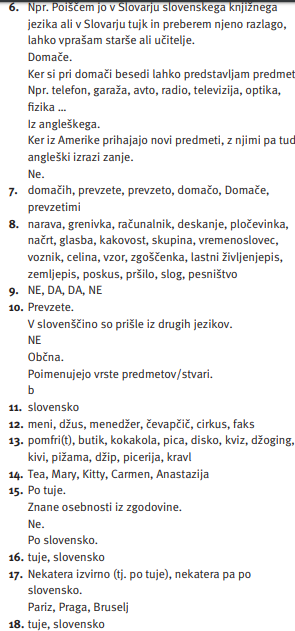 6. Npr. Poiščem jo v Slovarju slovenskega knjižnega
jezika ali v Slovarju tujk in preberem njeno razlago,
lahko vprašam starše ali učitelje.
Domače.
Ker si pri domači besedi lahko predstavljam predmet
Npr. telefon, garaža, avto, radio, televizija, optika,
fizika ...
Iz angleškega.
Ker iz Amerike prihajajo novi predmeti, z njimi pa tud
angleški izrazi zanje.
Ne.
7. domačih, prevzete, prevzeto, domačo, Domače,
prevzetimi
8. narava, grenivka, računalnik, deskanje, pločevinka,
načrt, glasba, kakovost, skupina, vremenoslovec,
voznik, celina, vzor, zgoščenka, lastni življenjepis,
zemljepis, poskus, pršilo, slog, pesništvo
9. NE, DA, DA, NE
10. Prevzete.
V slovenščino so prišle iz drugih jezikov.
NE
Občna.
Poimenujejo vrste predmetov/stvari.
b
11. slovensko
12. meni, džus, menedžer, čevapčič, cirkus, faks
13. pomfri(t), butik, kokakola, pica, disko, kviz, džoging,
kivi, pižama, džip, picerija, kravl
14. Tea, Mary, Kitty, Carmen, Anastazija
15. Po tuje.
Znane osebnosti iz zgodovine.
Ne.
Po slovensko.
16. tuje, slovensko
17. Nekatera izvirno (tj. po tuje), nekatera pa po
slovensko.
Pariz, Praga, Bruselj
18. tuje, slovensko